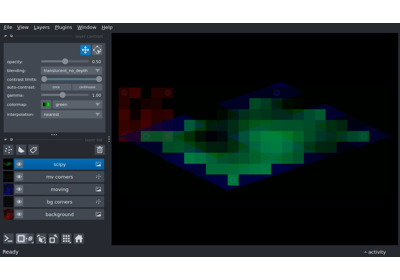 File View Layers Plugins Window Help
opacity: 0.50
blending: translucent_no_depth
contrast limits:
auto-contrast: once continuous
gamma: 1.00
colormap: green
interpolation: nearest
scipy
mv corners
moving
bg corners
background
Ready activity